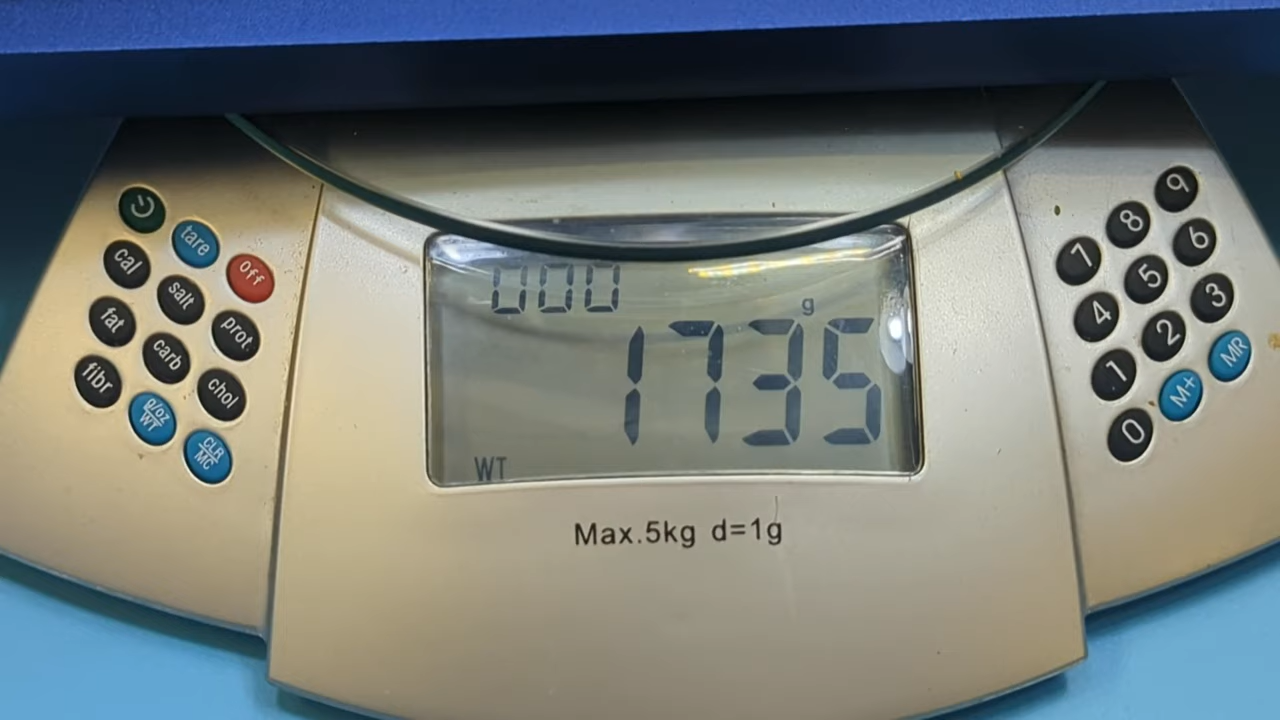 000
g
1735
WT
Max.5kg d=1g
tare
off
cal
salt
prot.
fat
carb
chol
fibr
g/oz
WT
CLR
MC
7 8 9
4 5 6
1 2 3
0 M+ MR